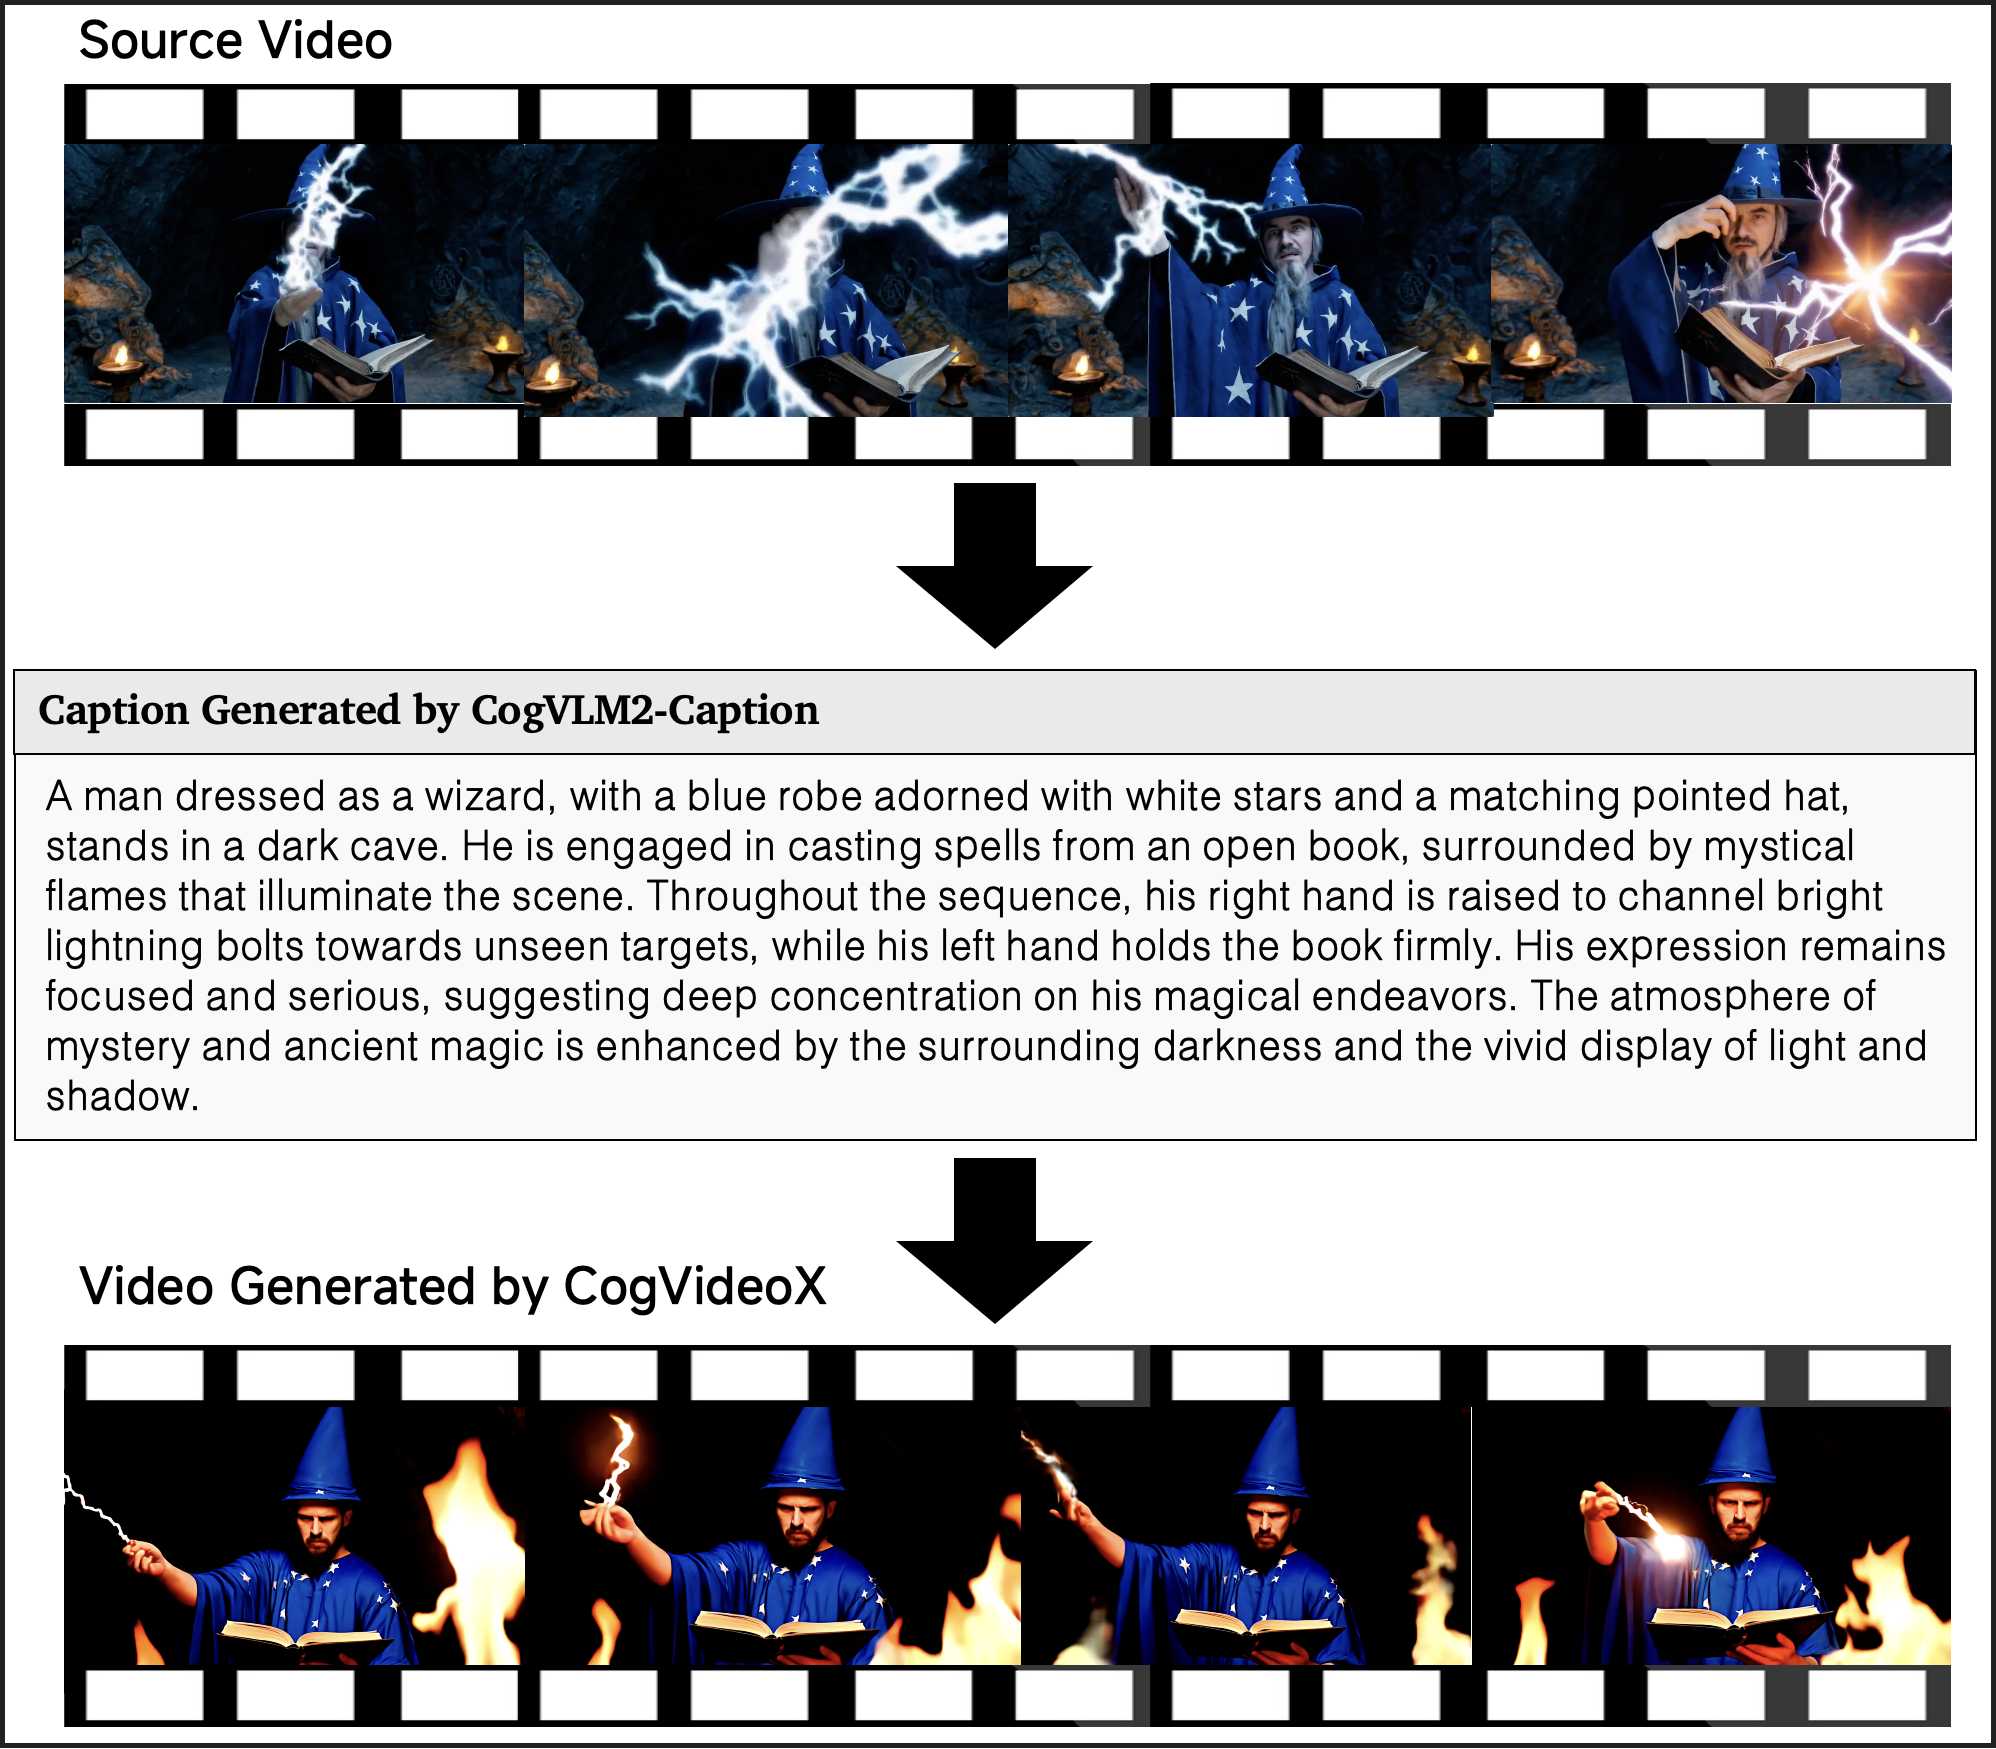 Source Video
Caption Generated by CogVLM2-Caption
A man dressed as a wizard, with a blue robe adorned with white stars and a matching pointed hat,
stands in a dark cave. He is engaged in casting spells from an open book, surrounded by mystical
flames that illuminate the scene. Throughout the sequence, his right hand is raised to channel bright
lightning bolts towards unseen targets, while his left hand holds the book firmly. His expression remains
focused and serious, suggesting deep concentration on his magical endeavors. The atmosphere of
mystery and ancient magic is enhanced by the surrounding darkness and the vivid display of light and
shadow.
Video Generated by CogVideoX